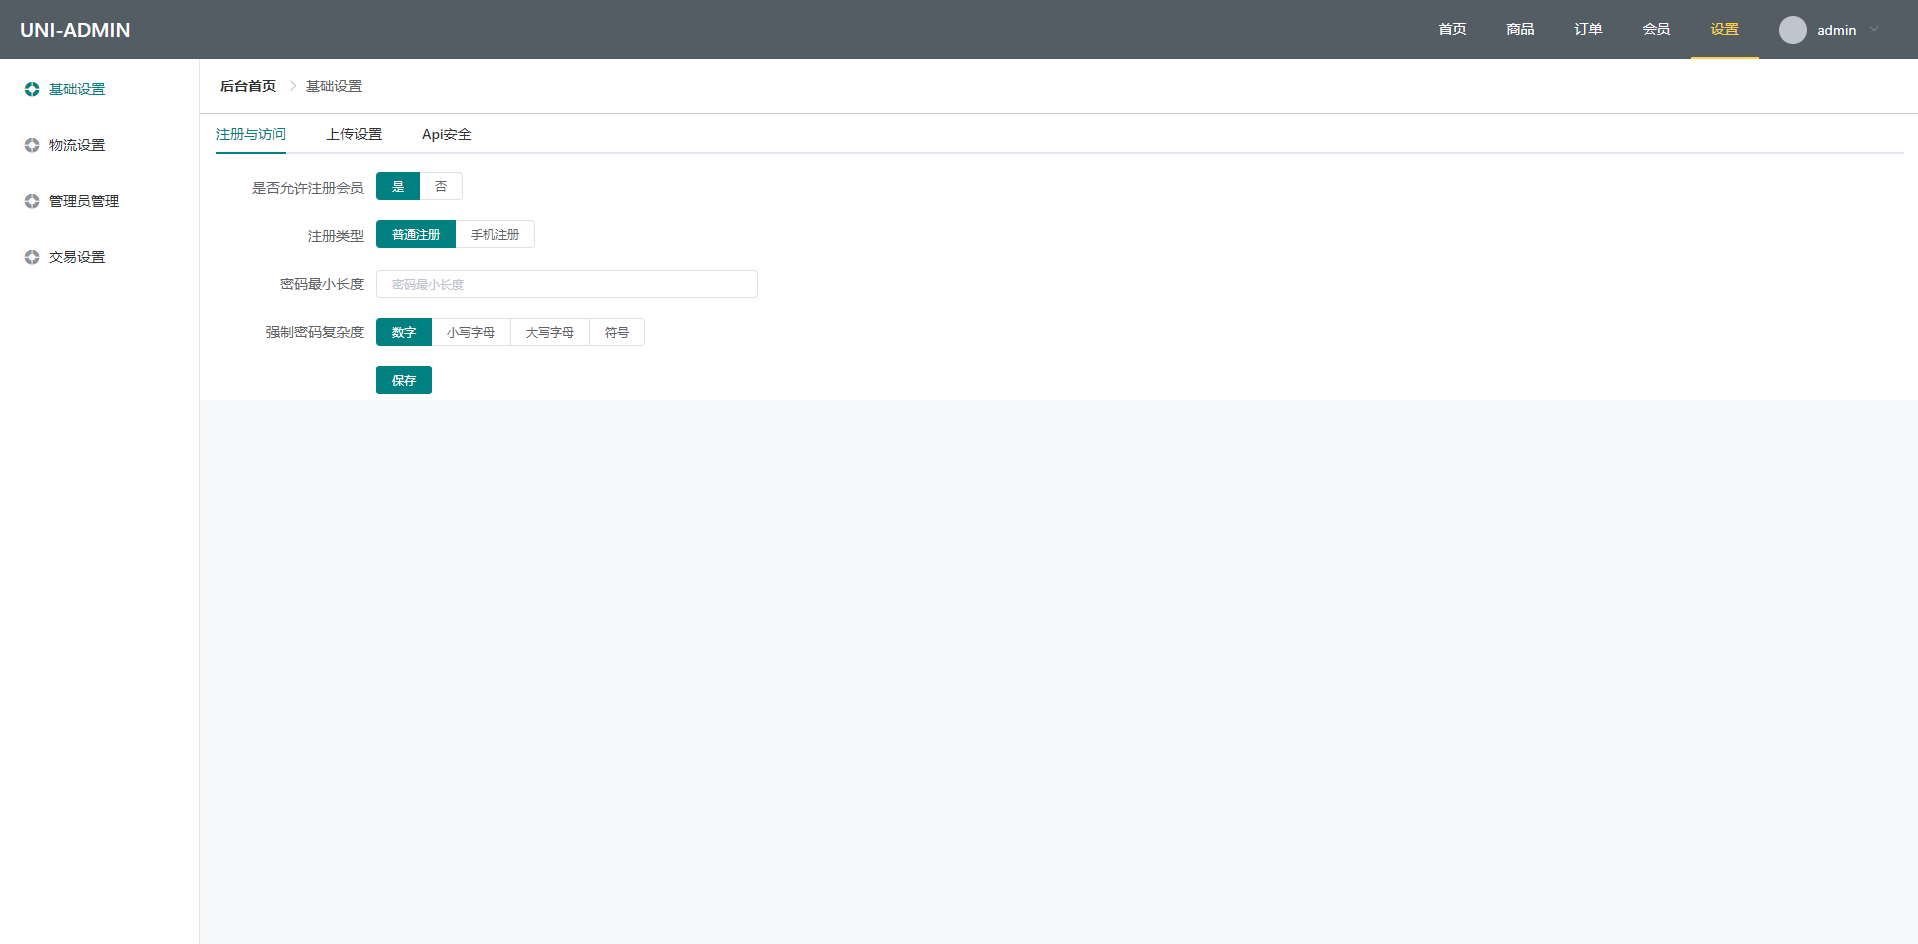 UNI-ADMIN 首页 商品 订单 会员 设置 admin
基础设置
物流设置
管理员管理
交易设置
后台首页 基础设置
注册与访问 上传设置 Api安全
是否允许注册会员 是 否
注册类型 普通注册 手机注册
密码最小长度 密码最小长度
强制密码复杂度 数字 小写字母 大写字母 符号
保存